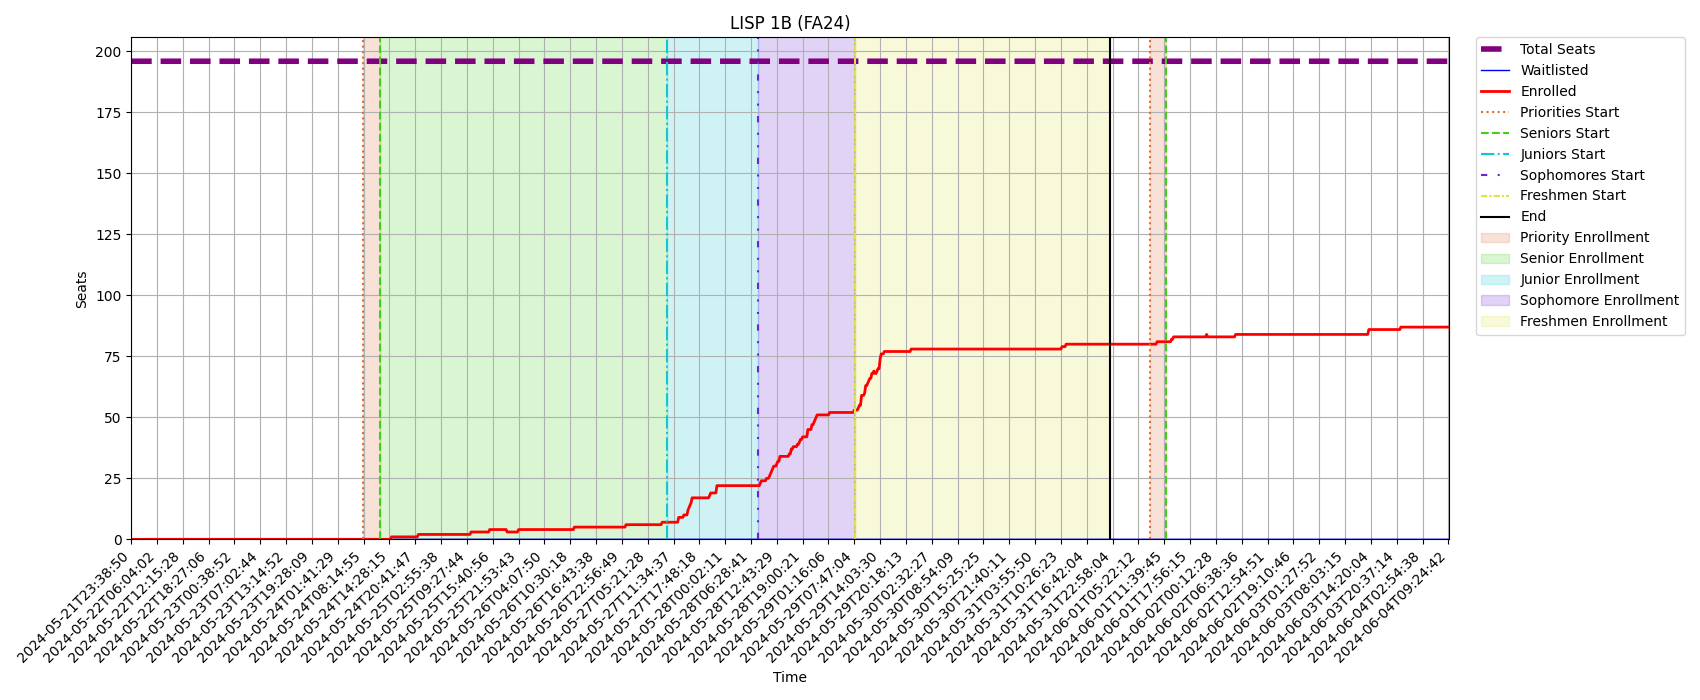 LISP 1B (FA24)
Total Seats
Waitlisted
Enrolled
Priorities Start
Seniors Start
Juniors Start
Sophomores Start
Freshmen Start
End
Priority Enrollment
Senior Enrollment
Junior Enrollment
Sophomore Enrollment
Freshmen Enrollment
Seats
200
175
150
125
100
75
50
25
0
2024-05-21T23:38:50
2024-05-22T06:04:02
2024-05-22T12:15:28
2024-05-22T18:27:06
2024-05-23T00:38:52
2024-05-23T07:02:44
2024-05-23T13:14:52
2024-05-23T19:28:09
2024-05-24T01:41:29
2024-05-24T08:14:55
2024-05-24T14:28:15
2024-05-24T20:41:47
2024-05-25T02:55:38
2024-05-25T09:27:44
2024-05-25T15:40:56
2024-05-25T21:53:43
2024-05-26T04:07:50
2024-05-26T10:30:18
2024-05-26T16:43:38
2024-05-26T22:56:49
2024-05-27T05:21:28
2024-05-27T11:34:37
2024-05-27T17:48:18
2024-05-28T00:02:11
2024-05-28T06:28:41
2024-05-28T12:43:29
2024-05-28T19:00:21
2024-05-29T01:16:06
2024-05-29T07:47:04
2024-05-29T14:03:30
2024-05-29T20:18:13
2024-05-30T02:32:27
2024-05-30T08:54:09
2024-05-30T15:25:25
2024-05-30T21:40:11
2024-05-31T03:55:50
2024-05-31T10:26:23
2024-05-31T16:42:04
2024-05-31T22:58:04
2024-06-01T05:22:12
2024-06-01T11:39:45
2024-06-01T17:56:15
2024-06-02T00:12:28
2024-06-02T06:38:36
2024-06-02T12:54:51
2024-06-02T19:10:46
2024-06-03T01:27:52
2024-06-03T08:03:15
2024-06-03T14:20:04
2024-06-03T20:37:14
2024-06-04T02:54:38
2024-06-04T09:24:42
Time